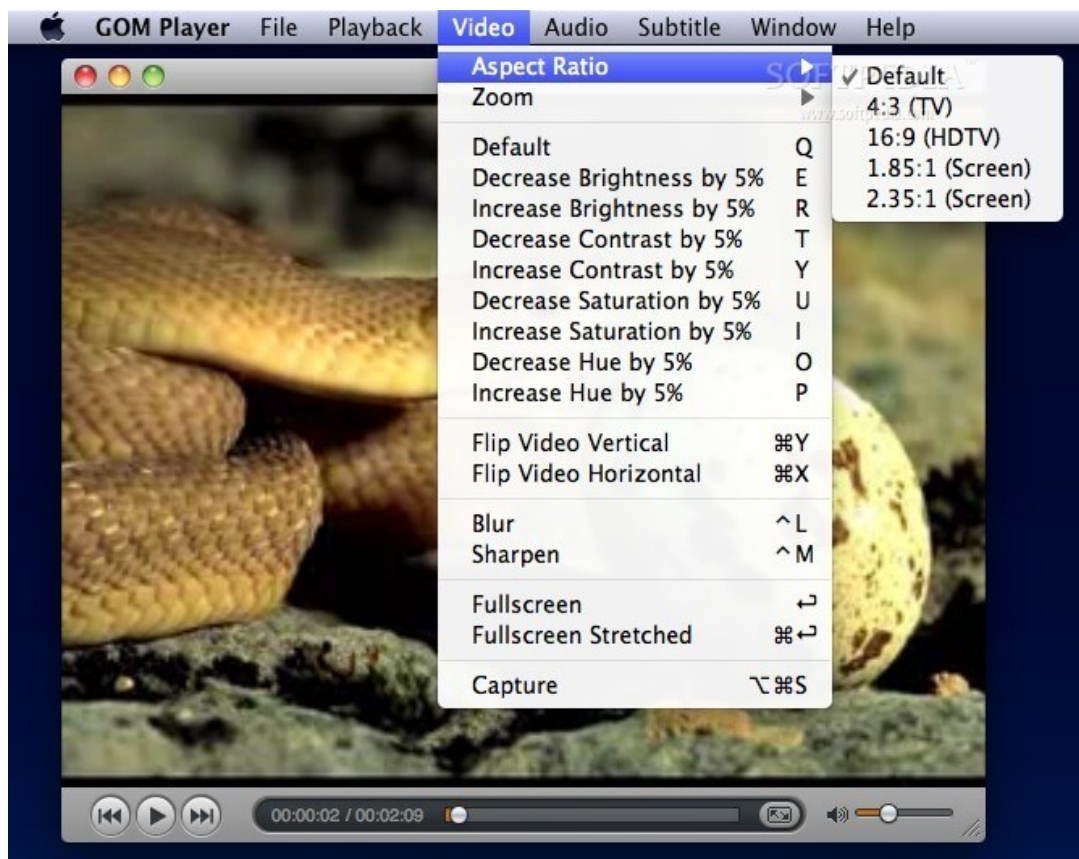 GOM Player File Playback Video Audio Subtitle Window Help
Aspect Ratio
Zoom
Default Q
Decrease Brightness by 5% E
Increase Brightness by 5% R
Decrease Contrast by 5% T
Increase Contrast by 5% Y
Decrease Saturation by 5% U
Increase Saturation by 5% I
Decrease Hue by 5% O
Increase Hue by 5% P
Flip Video Vertical ⌘Y
Flip Video Horizontal ⌘X
Blur ^L
Sharpen ^M
Fullscreen ↩
Fullscreen Stretched ⌘↩
Capture ⌥⌘S
✓ Default
4:3 (TV)
16:9 (HDTV)
1.85:1 (Screen)
2.35:1 (Screen)
SOFTPEDIA
www.softpedia.com
00:00:02 / 00:02:09